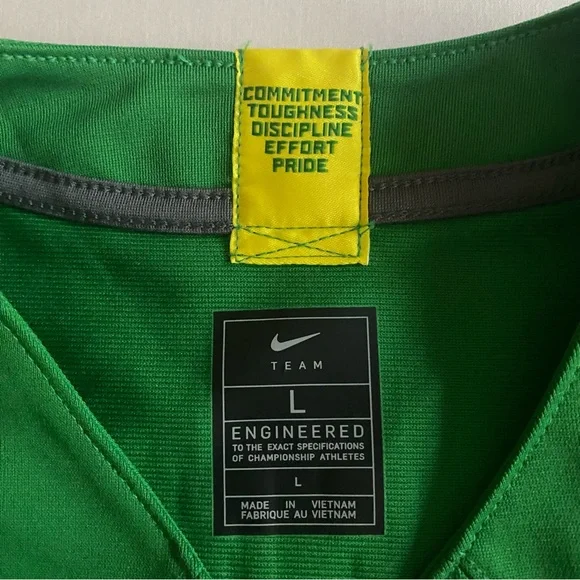 COMMITMENT
TOUGHNESS
DISCIPLINE
EFFORT
PRIDE
TEAM
L
ENGINEERED
TO THE EXACT SPECIFICATIONS
OF CHAMPIONSHIP ATHLETES
L
MADE IN VIETNAM
FABRIQUE AU VIETNAM